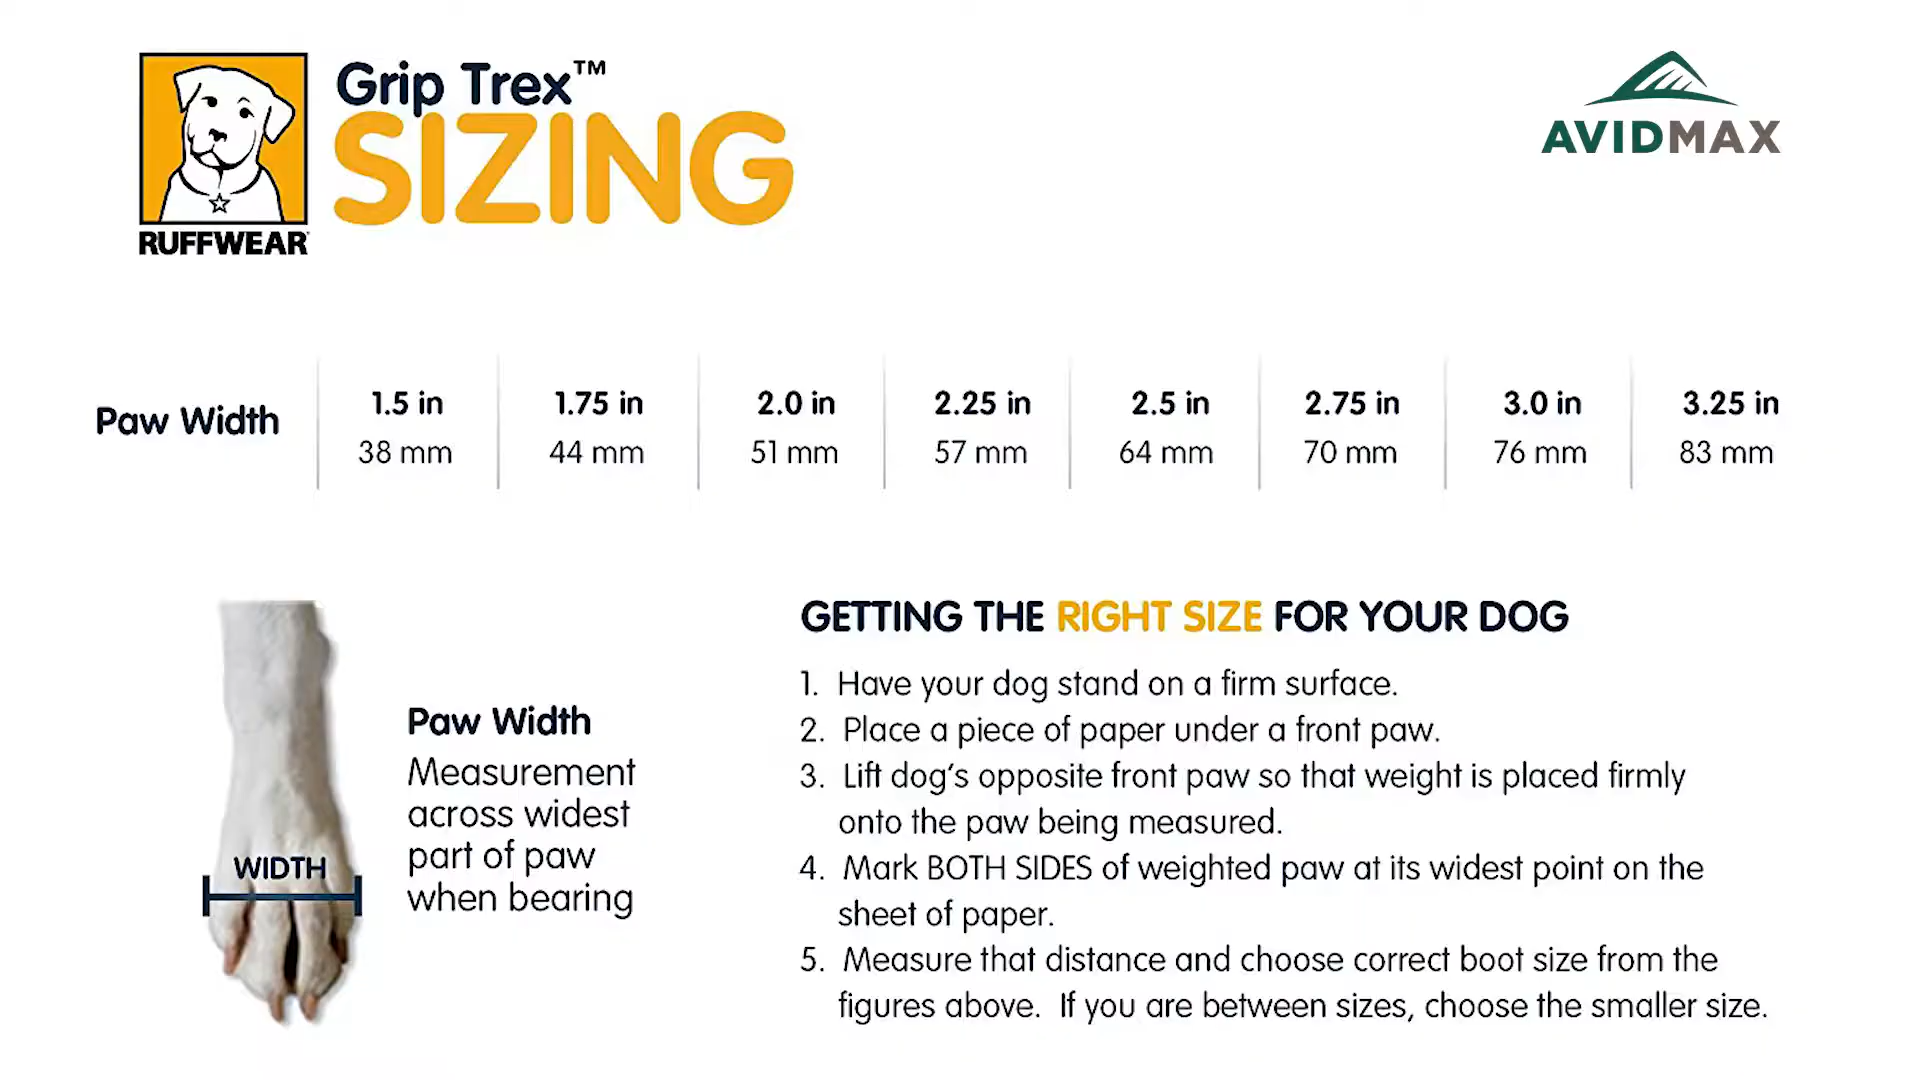 Grip Trex™
SIZING
RUFFWEAR
AVIDMAX
Paw Width
1.5 in 1.75 in 2.0 in 2.25 in 2.5 in 2.75 in 3.0 in 3.25 in
38 mm 44 mm 51 mm 57 mm 64 mm 70 mm 76 mm 83 mm
WIDTH
Paw Width
Measurement
across widest
part of paw
when bearing
GETTING THE RIGHT SIZE FOR YOUR DOG
1. Have your dog stand on a firm surface.
2. Place a piece of paper under a front paw.
3. Lift dog's opposite front paw so that weight is placed firmly
onto the paw being measured.
4. Mark BOTH SIDES of weighted paw at its widest point on the
sheet of paper.
5. Measure that distance and choose correct boot size from the
figures above. If you are between sizes, choose the smaller size.